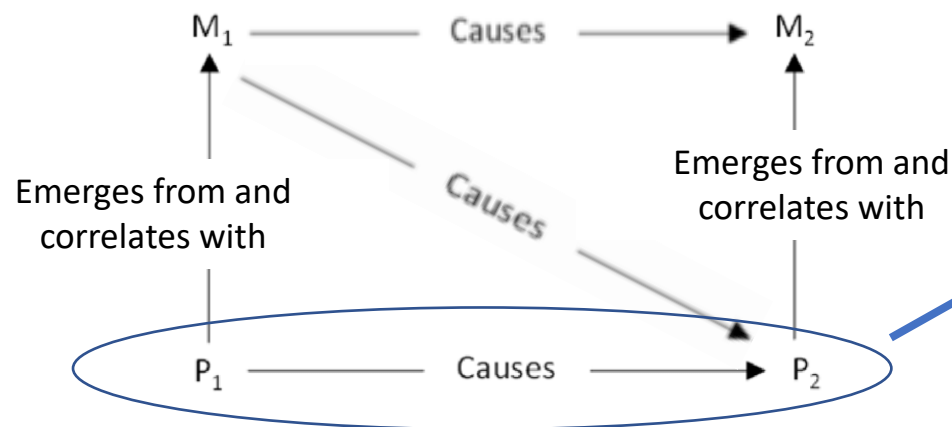 M₁ Causes M₂
Emerges from and
correlates with
Causes
Emerges from and
correlates with
P₁ Causes P₂